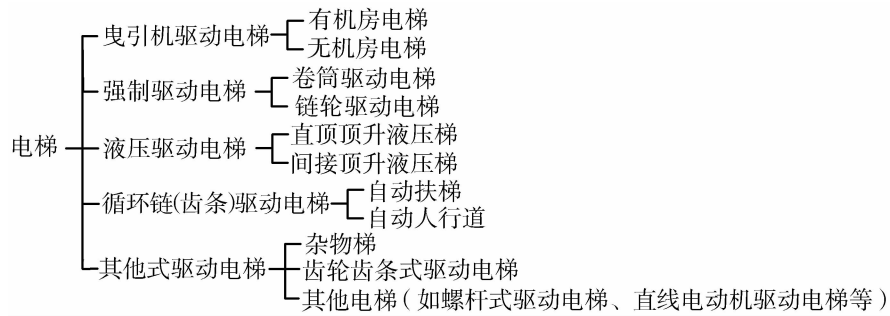 电梯
曳引机驱动电梯
有机房电梯
无机房电梯
强制驱动电梯
卷筒驱动电梯
链轮驱动电梯
液压驱动电梯
直顶顶升液压梯
间接顶升液压梯
循环链(齿条)驱动电梯
自动扶梯
自动人行道
其他式驱动电梯
杂物梯
齿轮齿条式驱动电梯
其他电梯（如螺杆式驱动电梯、直线电动机驱动电梯等）